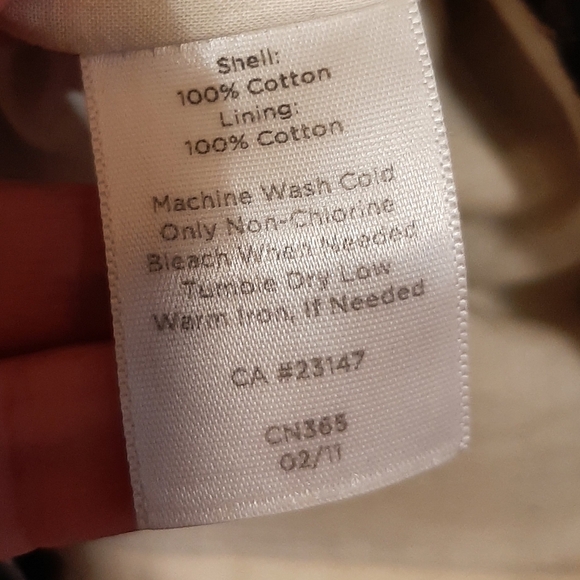 Shell:
100% Cotton
Lining:
100% Cotton
Machine Wash Cold
Only Non-Chlorine
Bleach When Needed
Tumble Dry Low
Warm Iron, If Needed
CA #23147
CN365
02/11